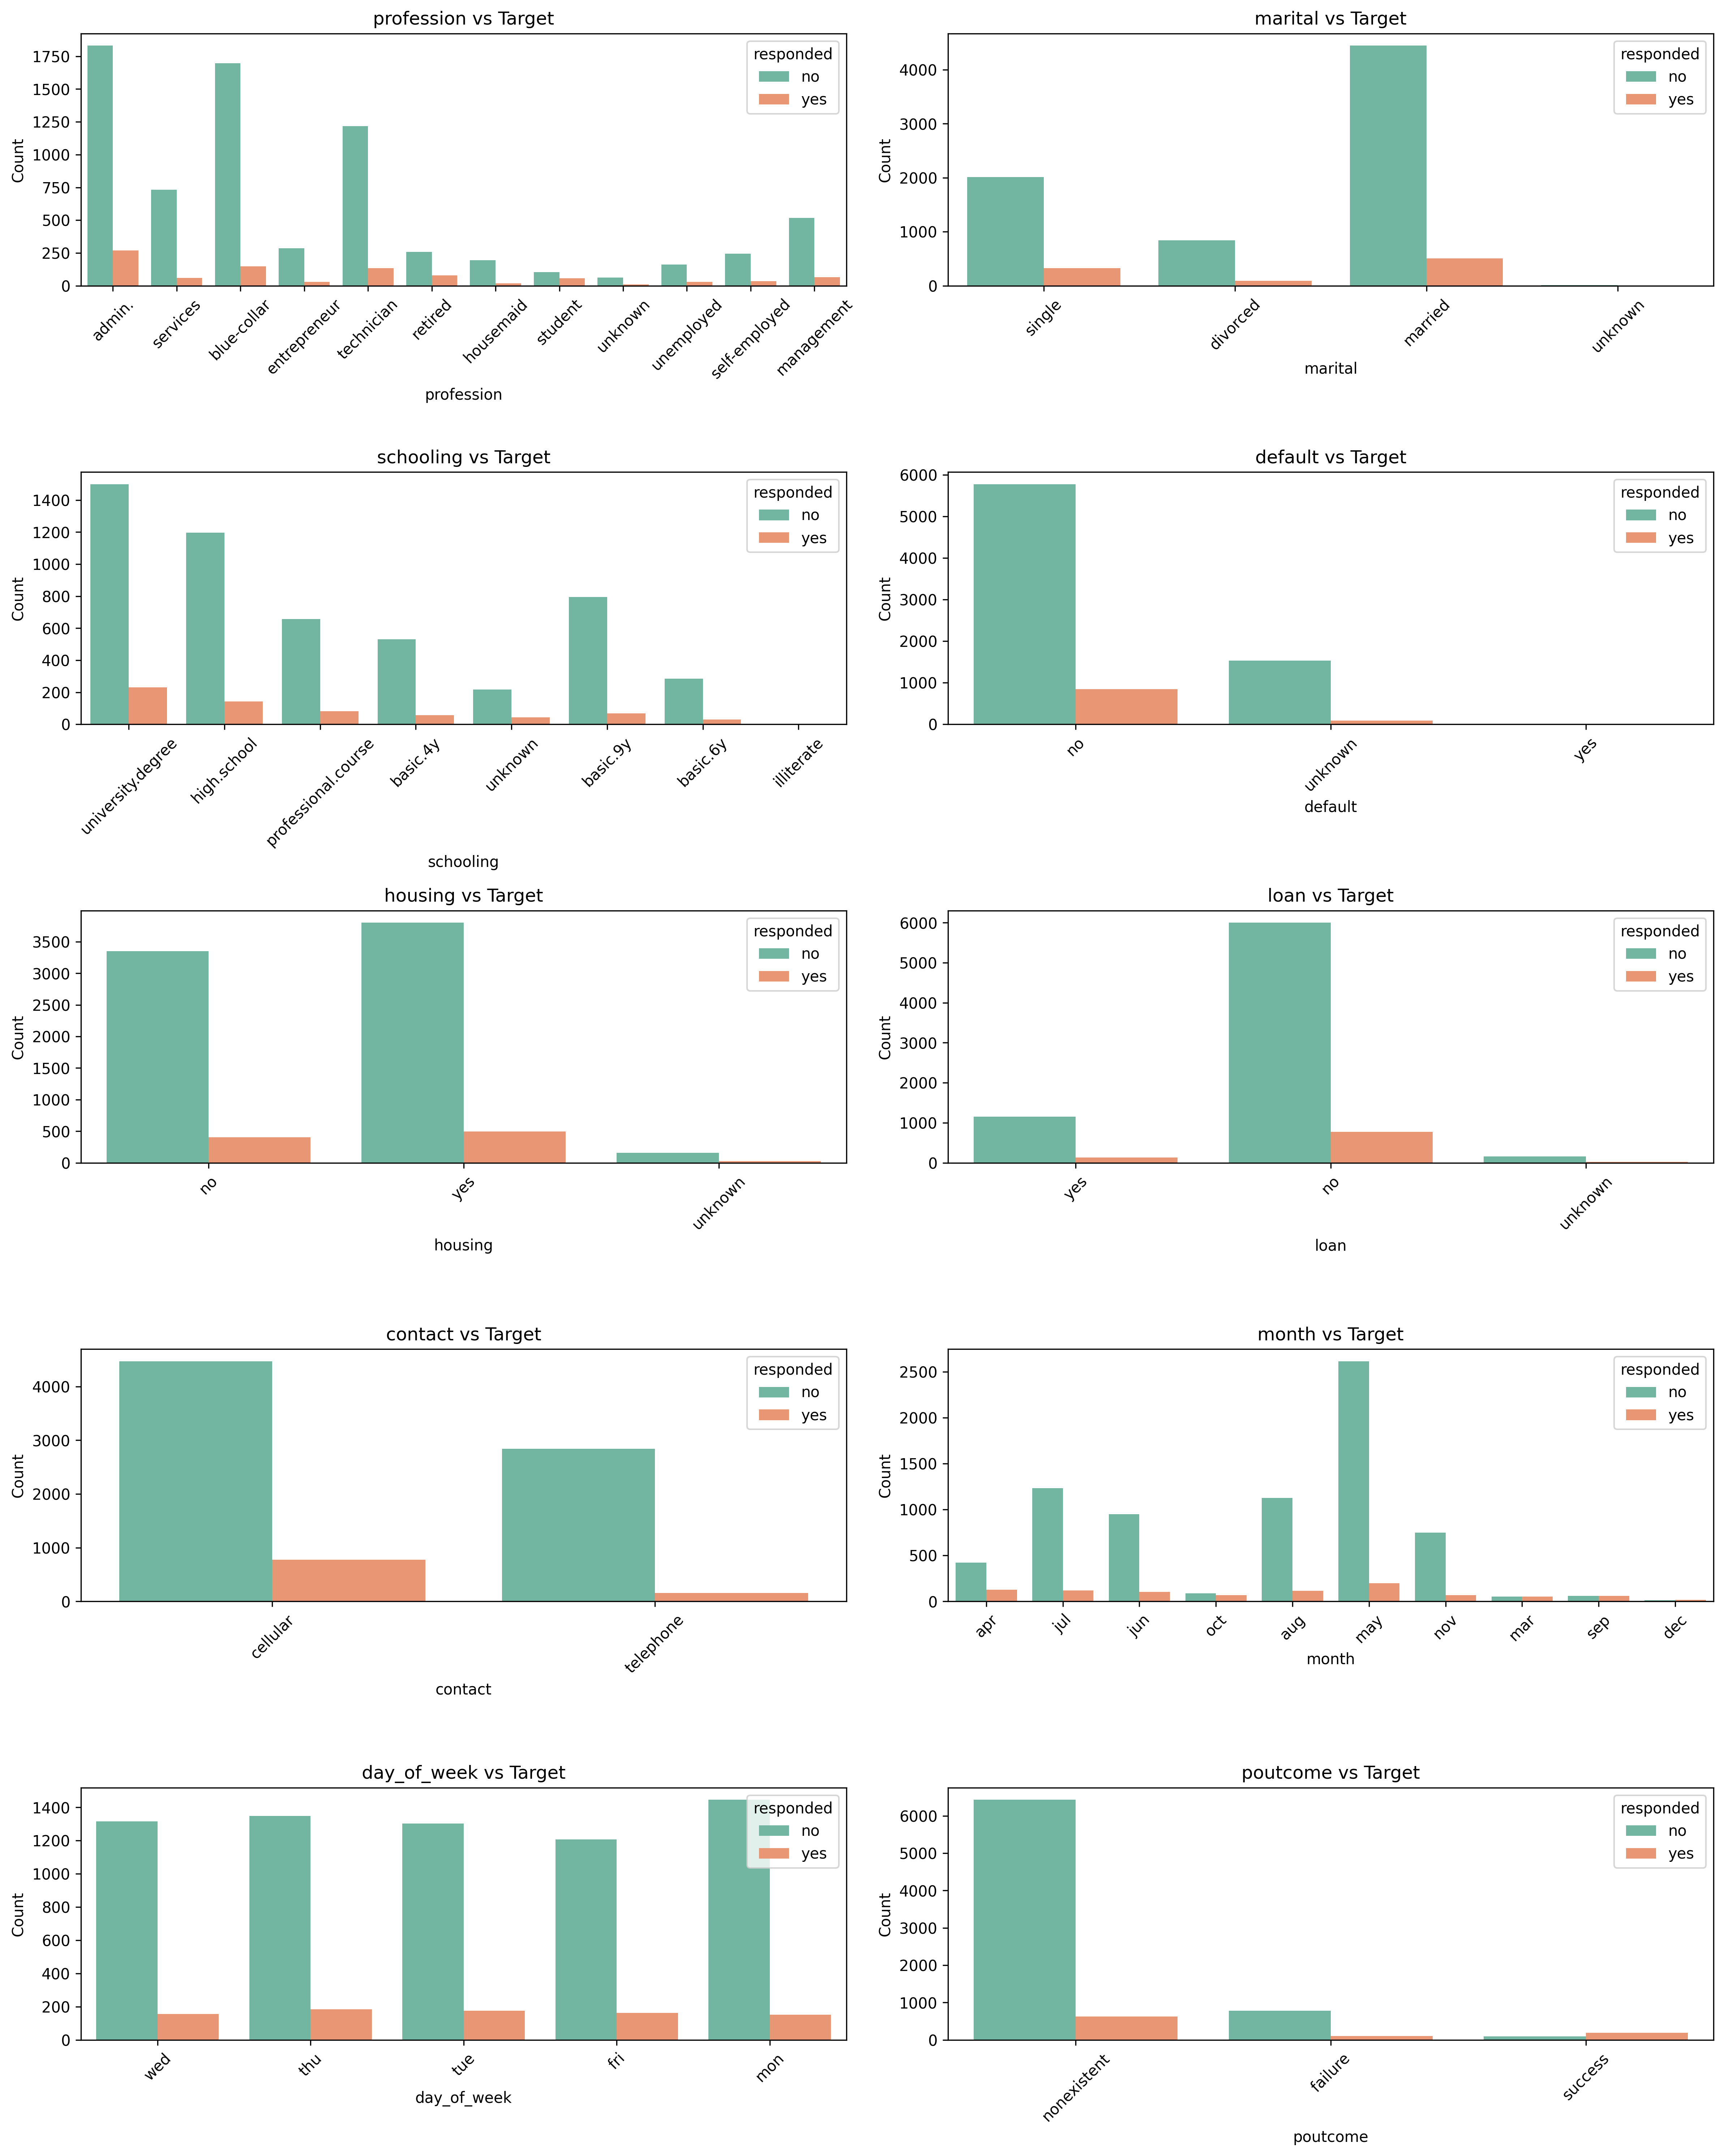 profession vs Target
Count
1750
1500
1250
1000
750
500
250
0
responded
no
yes
admin.
services
blue-collar
entrepreneur
technician
retired
housemaid
student
unknown
unemployed
self-employed
management
profession
marital vs Target
Count
4000
3000
2000
1000
0
responded
no
yes
single
divorced
married
unknown
marital
schooling vs Target
Count
1400
1200
1000
800
600
400
200
0
responded
no
yes
university.degree
high.school
professional.course
basic.4y
unknown
basic.9y
basic.6y
illiterate
schooling
default vs Target
Count
6000
5000
4000
3000
2000
1000
0
responded
no
yes
no
unknown
yes
default
housing vs Target
Count
3500
3000
2500
2000
1500
1000
500
0
responded
no
yes
no
yes
unknown
housing
loan vs Target
Count
6000
5000
4000
3000
2000
1000
0
responded
no
yes
yes
no
unknown
loan
contact vs Target
Count
4000
3000
2000
1000
0
responded
no
yes
cellular
telephone
contact
month vs Target
Count
2500
2000
1500
1000
500
0
responded
no
yes
apr
jul
jun
oct
aug
may
nov
mar
sep
dec
month
day_of_week vs Target
Count
1400
1200
1000
800
600
400
200
0
responded
no
yes
wed
thu
tue
fri
mon
day_of_week
poutcome vs Target
Count
6000
5000
4000
3000
2000
1000
0
responded
no
yes
nonexistent
failure
success
poutcome